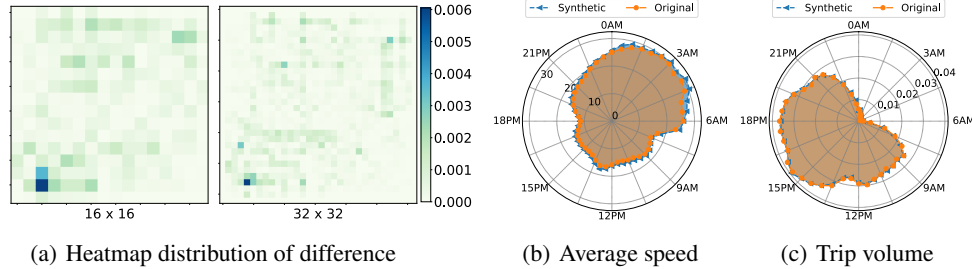 16 x 16
32 x 32
0.006
0.005
0.004
0.003
0.002
0.001
0.000
(a) Heatmap distribution of difference
Synthetic Original
0AM
3AM
6AM
9AM
12PM
15PM
18PM
21PM
0
10
20
30
(b) Average speed
Synthetic Original
0AM
3AM
6AM
9AM
12PM
15PM
18PM
21PM
0.01
0.02
0.03
0.04
(c) Trip volume